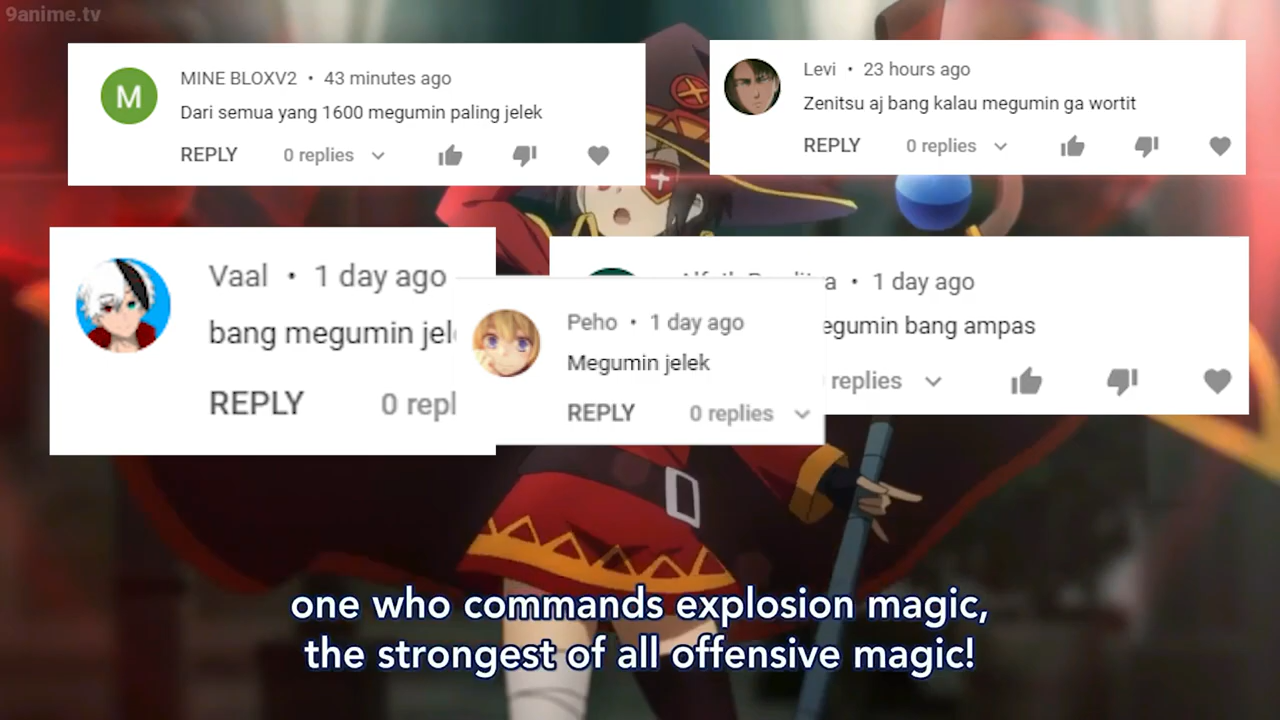 9anime.tv
MINE BLOXV2 • 43 minutes ago
Dari semua yang 1600 megumin paling jelek
REPLY 0 replies
Levi • 23 hours ago
Zenitsu aj bang kalau megumin ga wortit
REPLY 0 replies
M
Vaal • 1 day ago
bang megumin jel
REPLY 0 repl
a • 1 day ago
egumin bang ampas
replies
Peho • 1 day ago
Megumin jelek
REPLY 0 replies
one who commands explosion magic,
the strongest of all offensive magic!